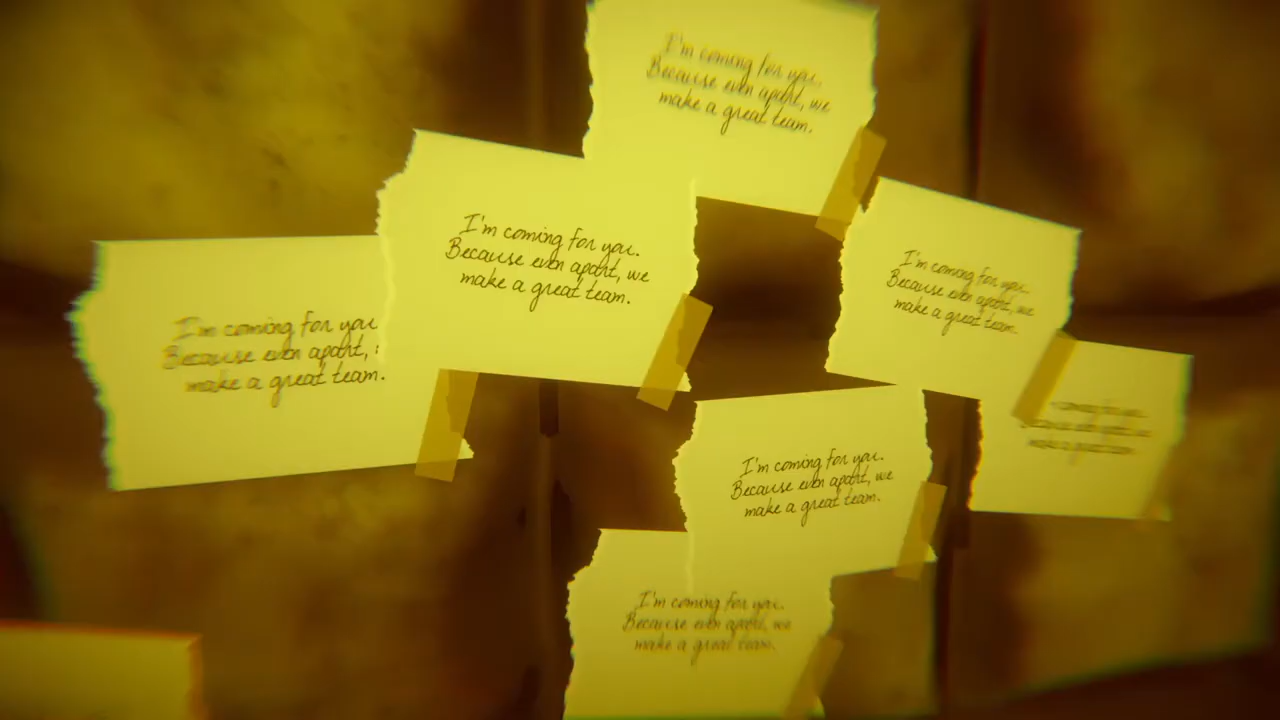 I'm coming for you.
Because even apart, we
make a great team.
I'm coming for you.
Because even apart, we
make a great team.
I'm coming for you
Because even apart,
make a great team.
I'm coming for you.
Because even apart, we
make a great team.
I'm coming for you.
Because even apart, we
make a great team.
I'm coming for you.
Because even apart, we
make a great team.